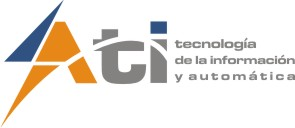 Ati
tecnología
de la información
y automática